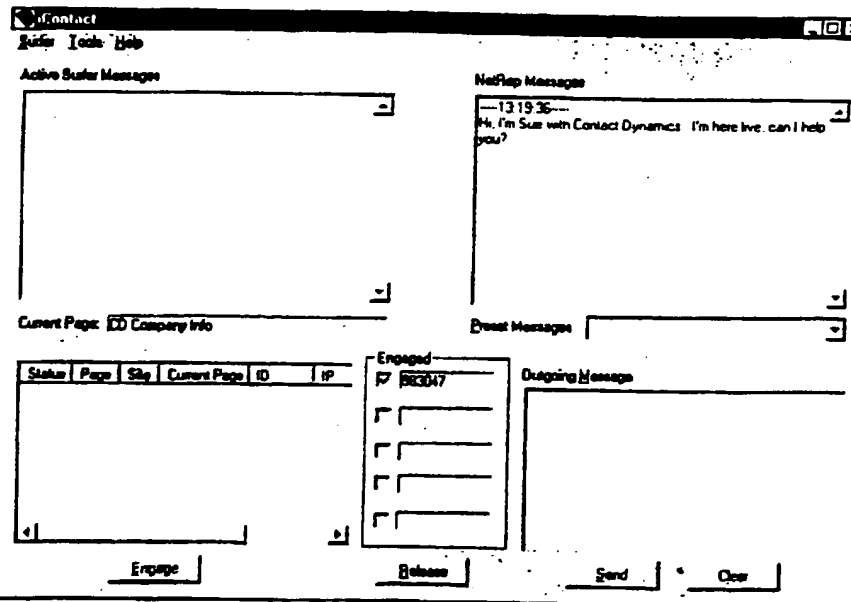 iContact
Surfer Tools Help
Active Surfer Messages
NetRep Messages
----13:19:36----
Hi, I'm Sue with Contact Dynamics. I'm here live, can I help
you?
Current Page: CD Company Info
Preset Messages
Status Page Site Current Page ID IP
Engaged
983047
Outgoing Message
Engage
Release
Send
Clear